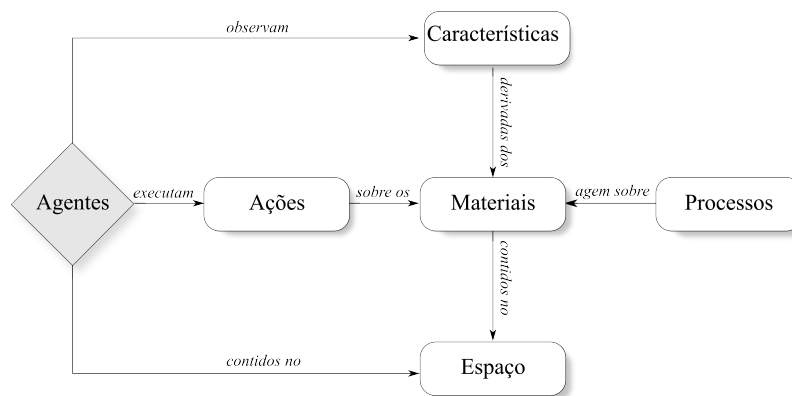 observam
Características
derivadas dos
Agentes
executam
Ações
sobre os
Materiais
agem sobre
Processos
contidos no
contidos no
Espaço